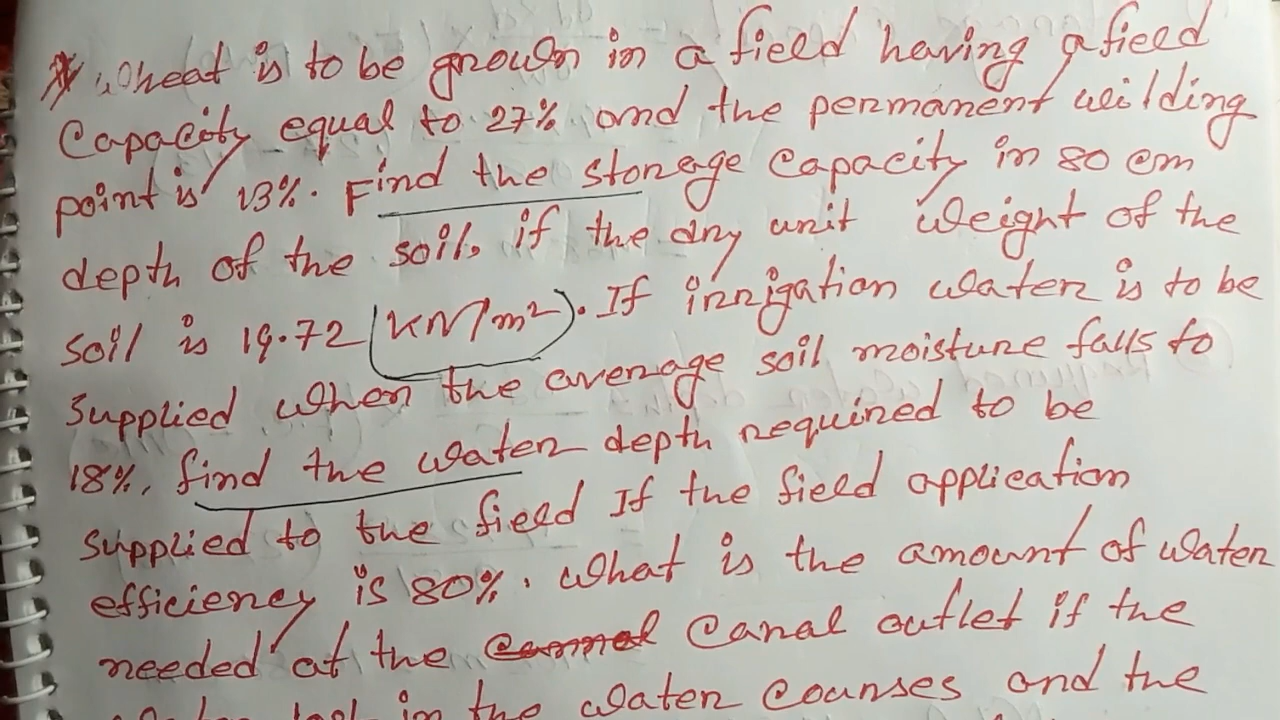 Wheat is to be grown in a field having a field
Capacity equal to 27% and the permanent wilding
point is 13%. Find the storage capacity in 80 cm
depth of the soil, if the dry unit weight of the
soil is 14.72 (KN/m²). If irrigation water is to be
Supplied when the average soil moisture falls to
18%, find the water depth required to be
supplied to the field If the field application
efficiency is 80%. What is the amount of water
needed at the canal outlet if the
in the water courses and the